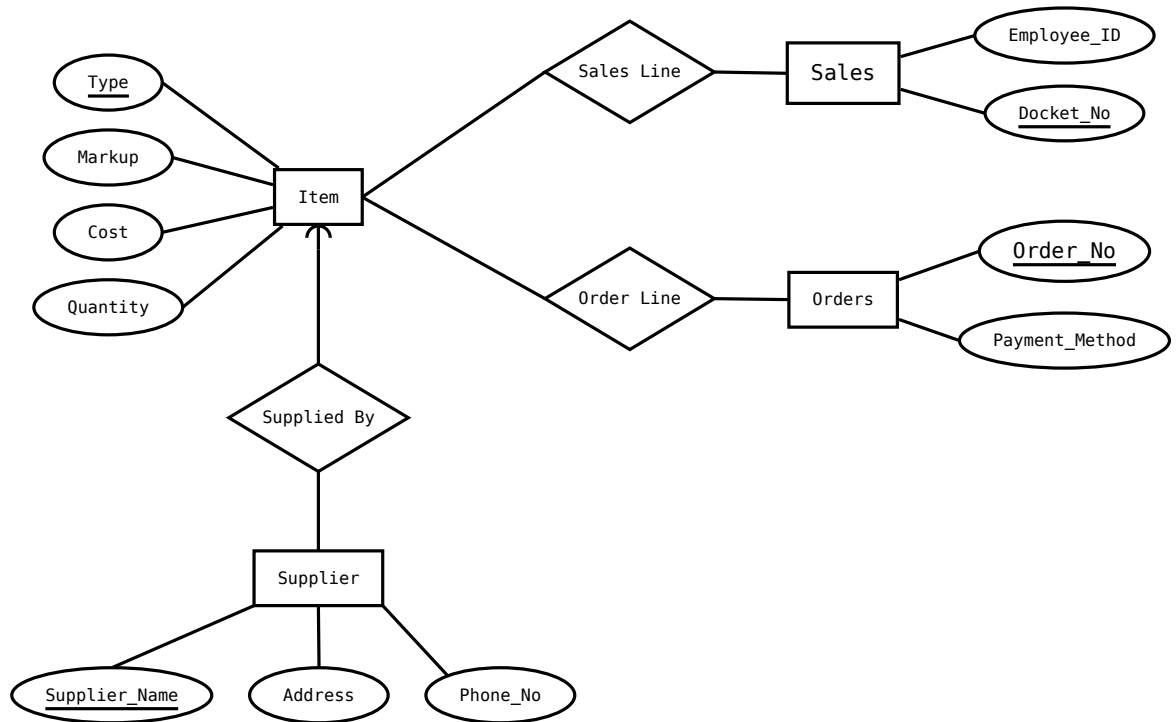 Employee_ID
Sales Line
Sales
Type
Docket_No
Markup
Item
Cost
Order_No
Quantity
Order Line
Orders
Payment_Method
Supplied By
Supplier
Supplier_Name
Address
Phone_No